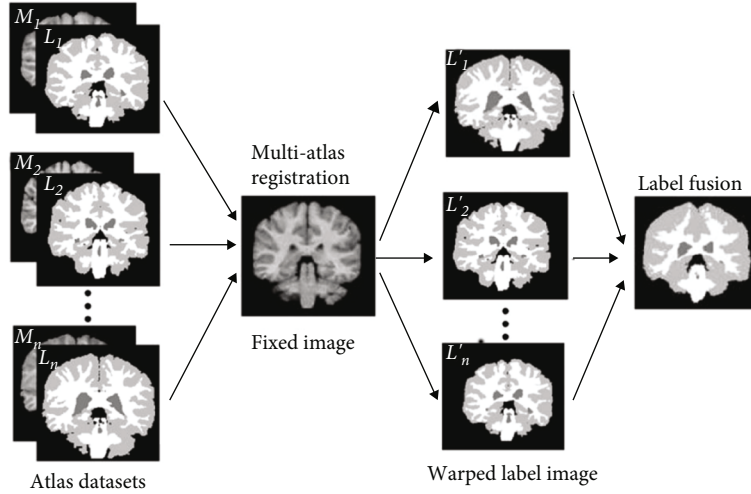 M1
L1
M2
L2
Mn
Ln
Atlas datasets
Multi-atlas
registration
Fixed image
L'1
L'2
L'n
Warped label image
Label fusion